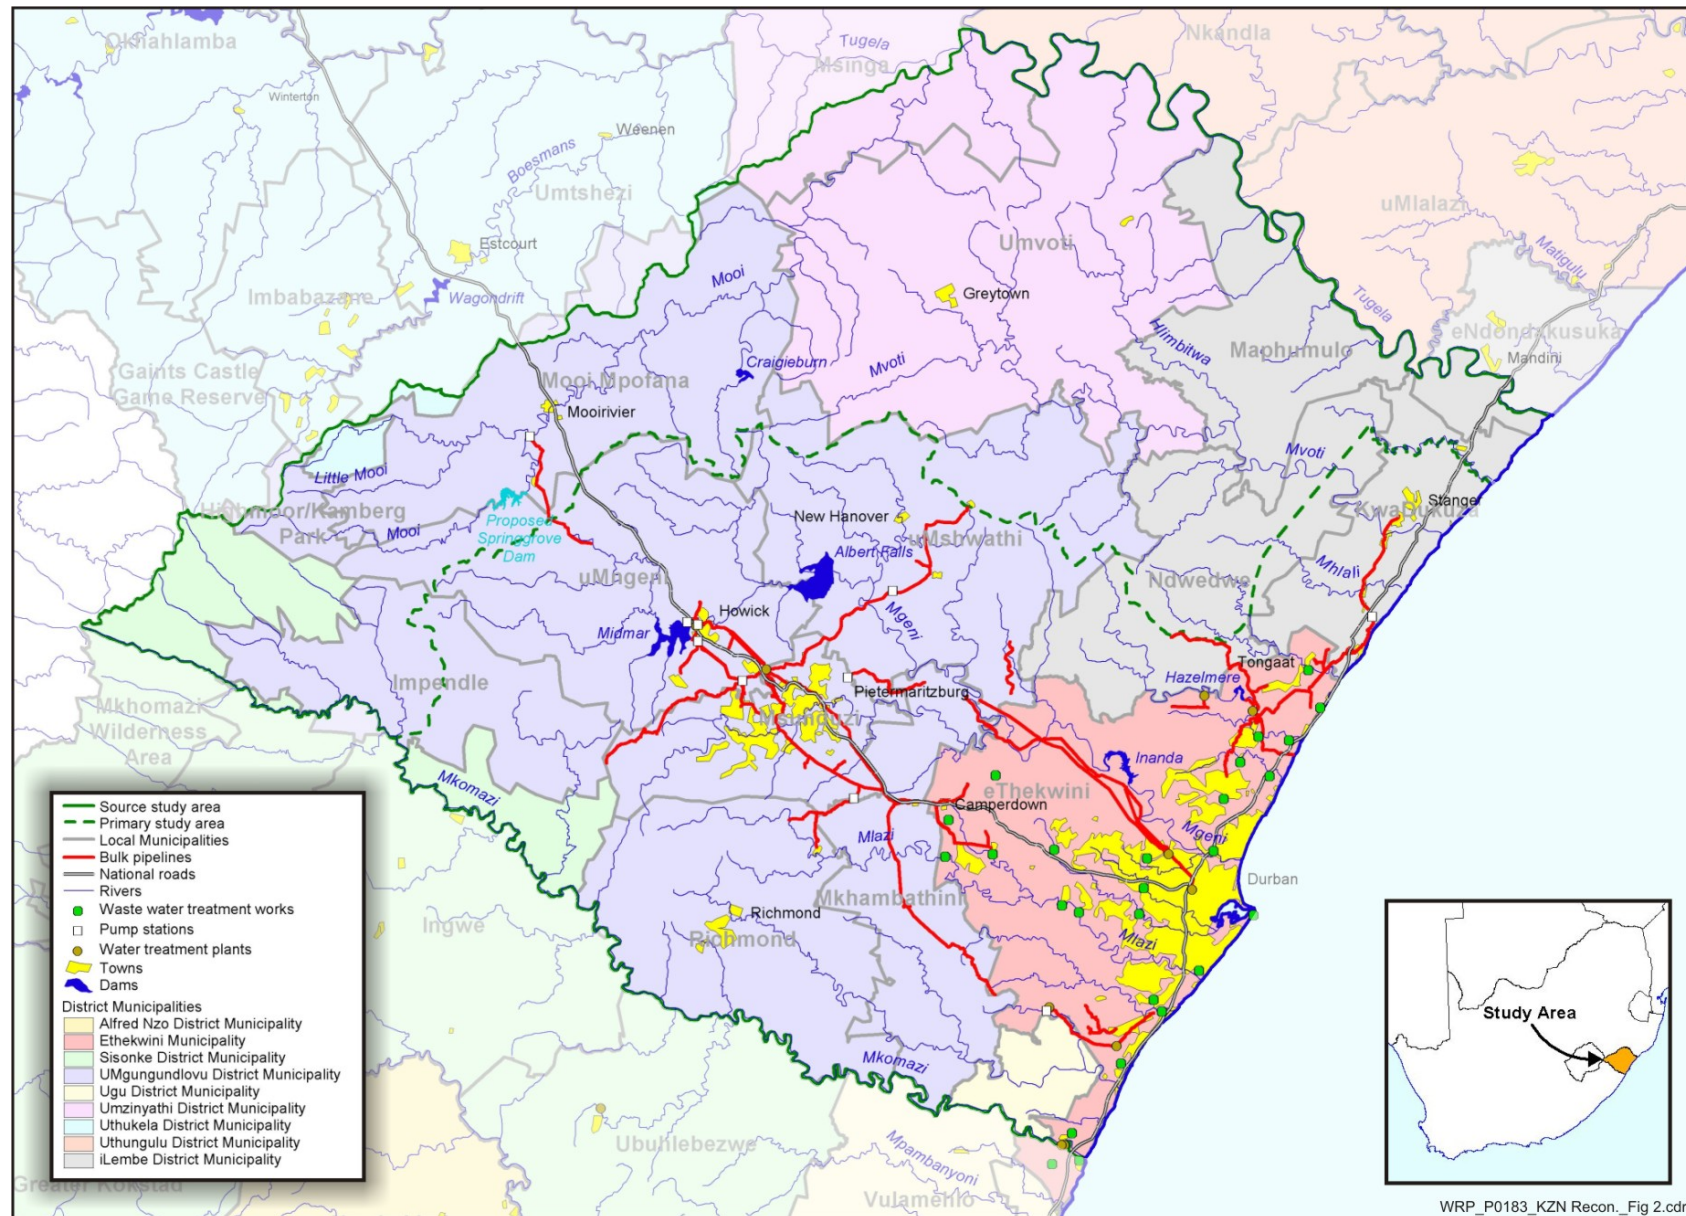 Okhahlamba
Tugela
Msinga
Nkandla
Winterton
Weenen
Boesmans
Umtshezi
uMlalazi
Estcourt
Umvoti
Matigulu
Imbabazane
Wagondrift
Mooi
Greytown
Tugela
eNdondakusuka
Hlimbitwa
Maphumulo
Mandini
Gaints Castle
Game Reserve
Craigieburn
Mvoti
Mooi Mpofana
Mooirivier
Little Mooi
Mvoti
Stanger
KwaDukuza
Highmoor/Kamberg
Park
Mooi
Proposed
Springgrove
Dam
New Hanover
uMshwathi
Albert Falls
Mhlali
uMngeni
Ndwedwe
Howick
Mgeni
Midmar
Tongaat
Hazelmere
Impendle
Pietermaritzburg
Msunduzi
Mkhomazi
Wilderness
Area
Inanda
Mkomazi
eThekwini
Camperdown
Mlazi
Mgeni
Durban
Mkhambathini
Richmond
Richmond
Ingwe
Mlazi
Mkomazi
Ubuhlebezwe
Mpambanyoni
Vulamehlo
Greater Kokstad
Source study area
Primary study area
Local Municipalities
Bulk pipelines
National roads
Rivers
Waste water treatment works
Pump stations
Water treatment plants
Towns
Dams
District Municipalities
Alfred Nzo District Municipality
Ethekwini Municipality
Sisonke District Municipality
UMgungundlovu District Municipality
Ugu District Municipality
Umzinyathi District Municipality
Uthukela District Municipality
Uthungulu District Municipality
iLembe District Municipality
Study Area
WRP_P0183_KZN Recon._Fig 2.cdr